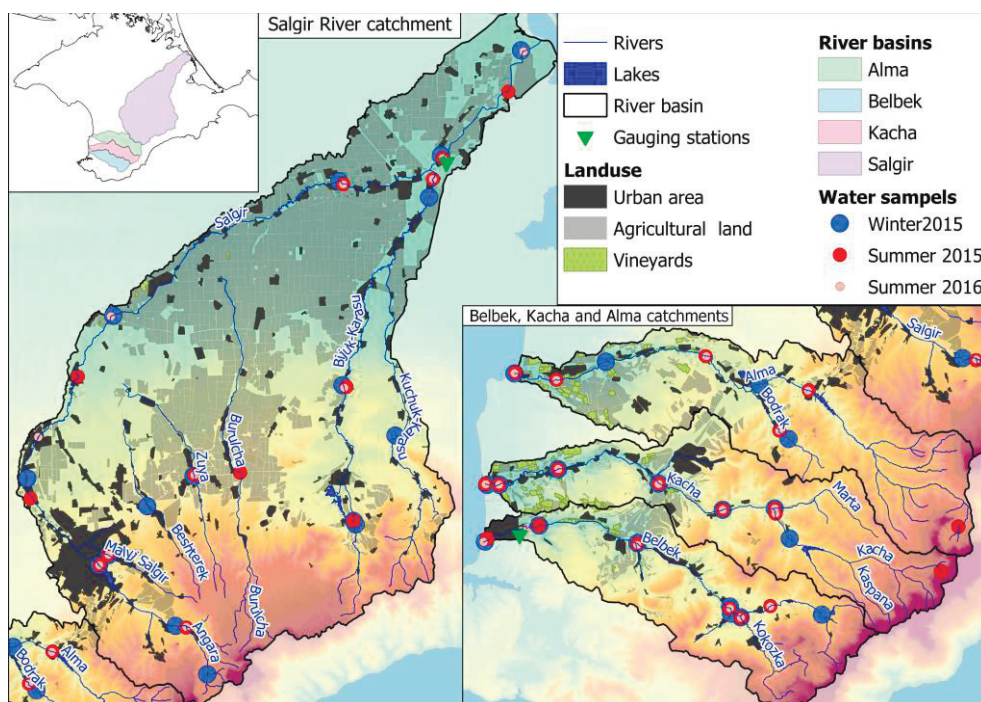 Salgir River catchment
Rivers
Lakes
River basin
Gauging stations
Landuse
Urban area
Agricultural land
Vineyards
River basins
Alma
Belbek
Kacha
Salgir
Water sampels
Winter2015
Summer 2015
Summer 2016
Salgir
Biyuk-Karasu
Kuchuk-Karasu
Burulcha
Zuya
Beshterek
Malyj Salgir
Burulcha
Angara
Alma
Bodrak
Belbek, Kacha and Alma catchments
Salgir
Alma
Bodrak
Kacha
Marta
Belbek
Kacha
Kaspana
Kokozka